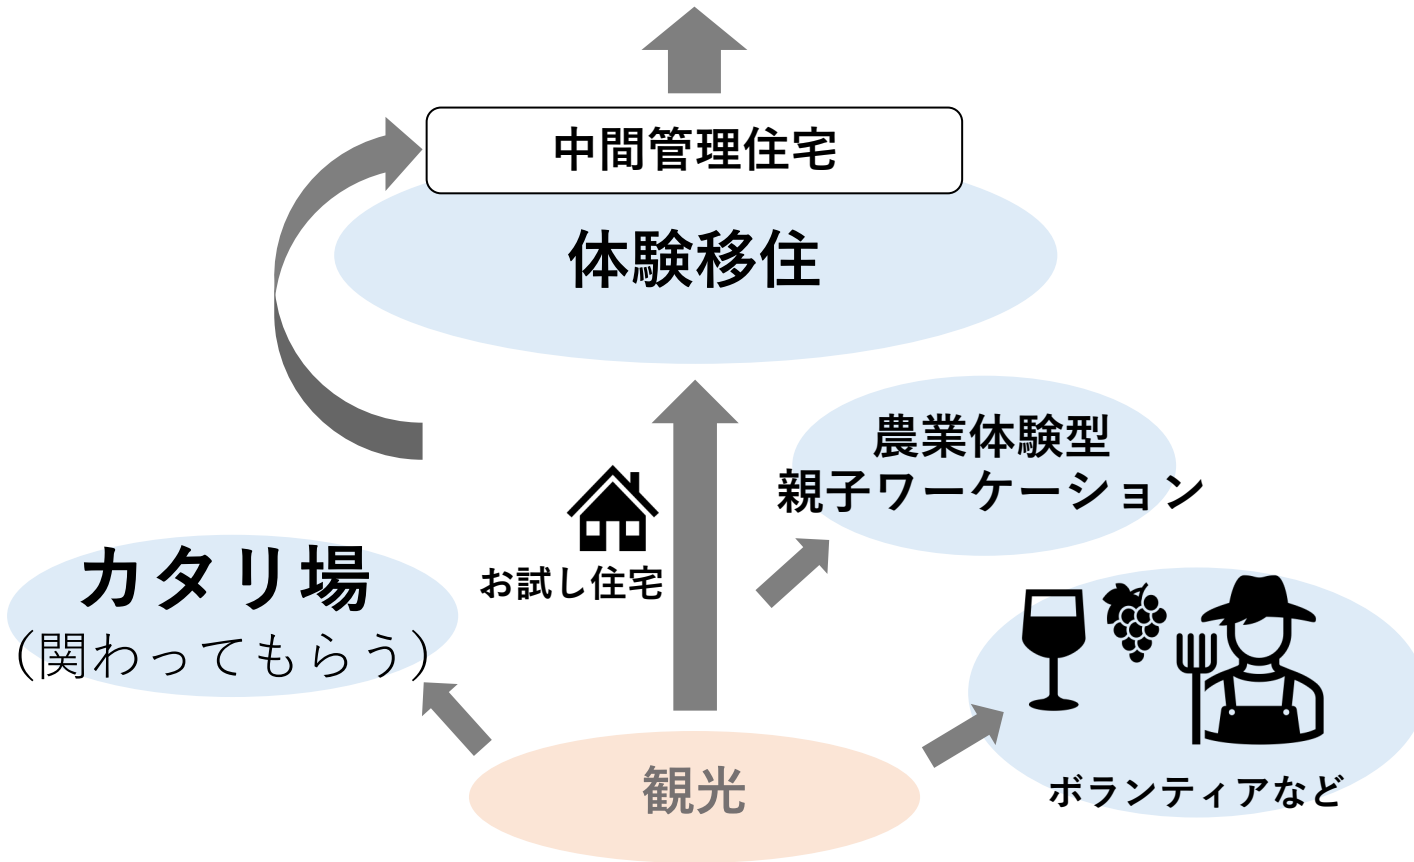 中間管理住宅
体験移住
農業体験型
親子ワーケーション
お試し住宅
カタリ場
（関わってもらう）
ボランティアなど
観光